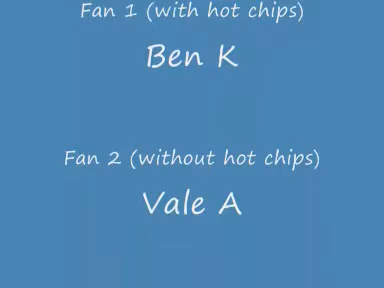 Fan 1 (with hot chips)
Ben K
Fan 2 (without hot chips)
Vale A